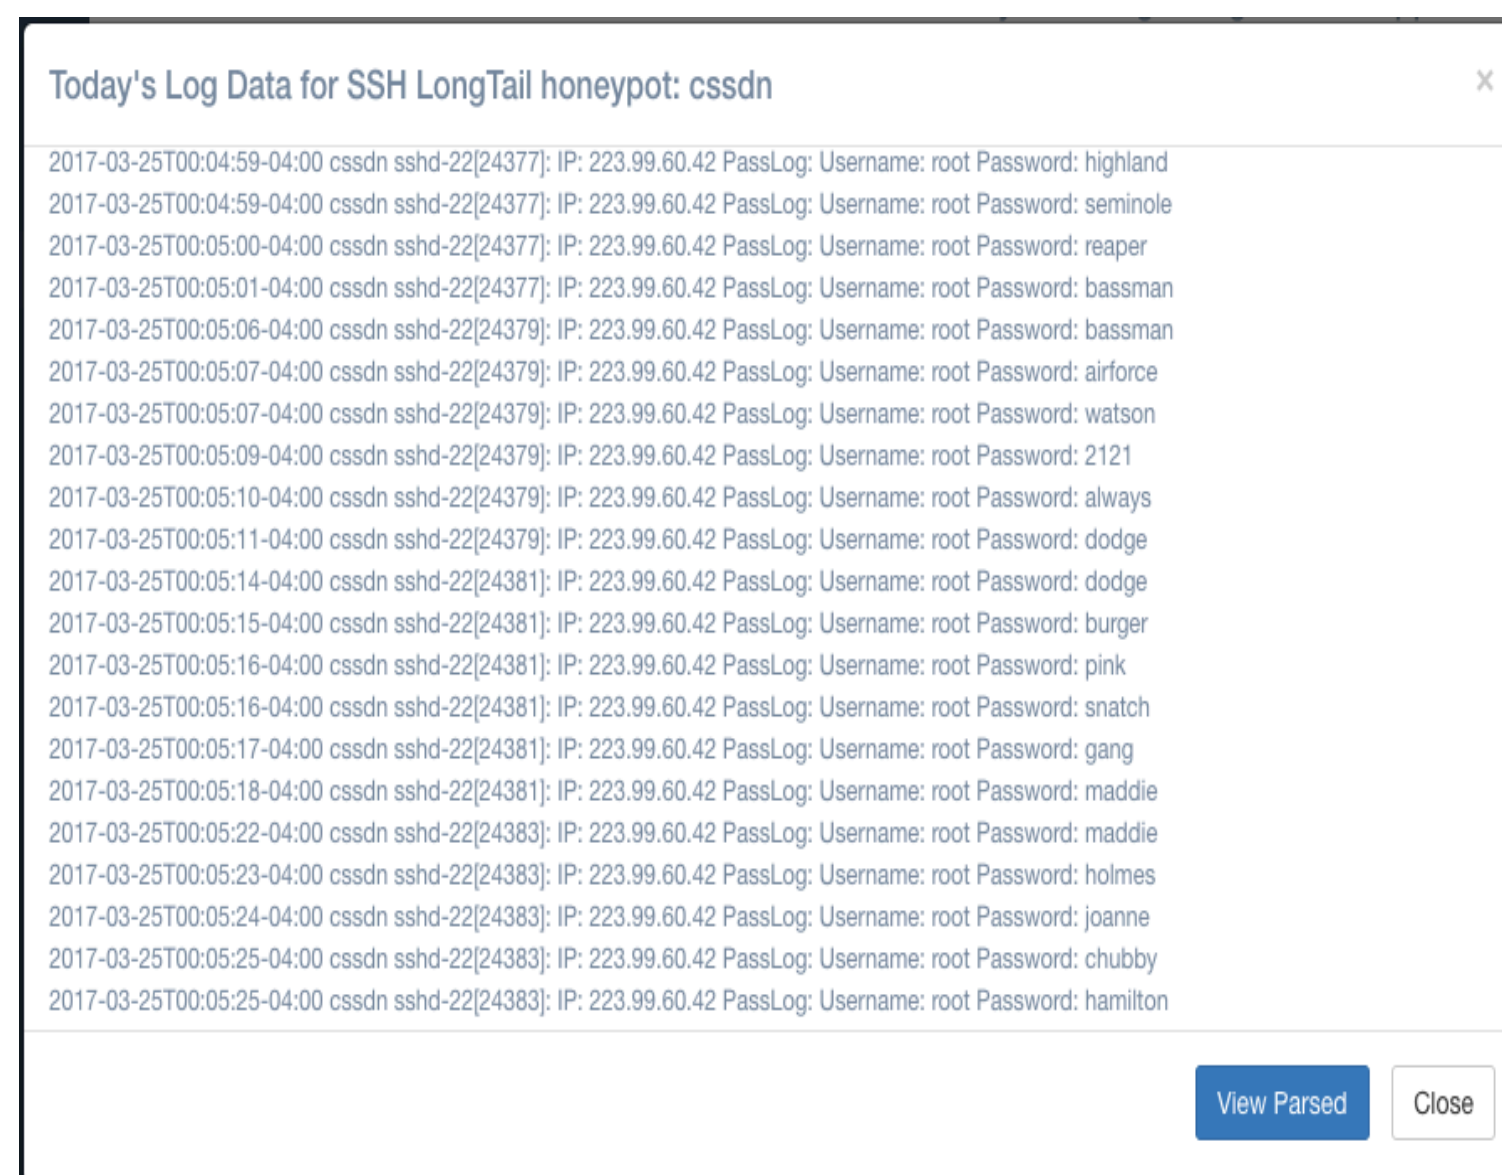 Today's Log Data for SSH LongTail honeypot: cssdn
×
2017-03-25T00:04:59-04:00 cssdn sshd-22[24377]: IP: 223.99.60.42 PassLog: Username: root Password: highland
2017-03-25T00:04:59-04:00 cssdn sshd-22[24377]: IP: 223.99.60.42 PassLog: Username: root Password: seminole
2017-03-25T00:05:00-04:00 cssdn sshd-22[24377]: IP: 223.99.60.42 PassLog: Username: root Password: reaper
2017-03-25T00:05:01-04:00 cssdn sshd-22[24377]: IP: 223.99.60.42 PassLog: Username: root Password: bassman
2017-03-25T00:05:06-04:00 cssdn sshd-22[24379]: IP: 223.99.60.42 PassLog: Username: root Password: bassman
2017-03-25T00:05:07-04:00 cssdn sshd-22[24379]: IP: 223.99.60.42 PassLog: Username: root Password: airforce
2017-03-25T00:05:07-04:00 cssdn sshd-22[24379]: IP: 223.99.60.42 PassLog: Username: root Password: watson
2017-03-25T00:05:09-04:00 cssdn sshd-22[24379]: IP: 223.99.60.42 PassLog: Username: root Password: 2121
2017-03-25T00:05:10-04:00 cssdn sshd-22[24379]: IP: 223.99.60.42 PassLog: Username: root Password: always
2017-03-25T00:05:11-04:00 cssdn sshd-22[24379]: IP: 223.99.60.42 PassLog: Username: root Password: dodge
2017-03-25T00:05:14-04:00 cssdn sshd-22[24381]: IP: 223.99.60.42 PassLog: Username: root Password: dodge
2017-03-25T00:05:15-04:00 cssdn sshd-22[24381]: IP: 223.99.60.42 PassLog: Username: root Password: burger
2017-03-25T00:05:16-04:00 cssdn sshd-22[24381]: IP: 223.99.60.42 PassLog: Username: root Password: pink
2017-03-25T00:05:16-04:00 cssdn sshd-22[24381]: IP: 223.99.60.42 PassLog: Username: root Password: snatch
2017-03-25T00:05:17-04:00 cssdn sshd-22[24381]: IP: 223.99.60.42 PassLog: Username: root Password: gang
2017-03-25T00:05:18-04:00 cssdn sshd-22[24381]: IP: 223.99.60.42 PassLog: Username: root Password: maddie
2017-03-25T00:05:22-04:00 cssdn sshd-22[24383]: IP: 223.99.60.42 PassLog: Username: root Password: maddie
2017-03-25T00:05:23-04:00 cssdn sshd-22[24383]: IP: 223.99.60.42 PassLog: Username: root Password: holmes
2017-03-25T00:05:24-04:00 cssdn sshd-22[24383]: IP: 223.99.60.42 PassLog: Username: root Password: joanne
2017-03-25T00:05:25-04:00 cssdn sshd-22[24383]: IP: 223.99.60.42 PassLog: Username: root Password: chubby
2017-03-25T00:05:25-04:00 cssdn sshd-22[24383]: IP: 223.99.60.42 PassLog: Username: root Password: hamilton
View Parsed
Close